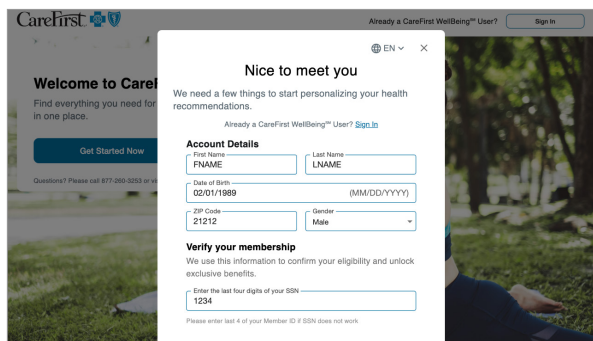 CareFirst
Already a CareFirst WellBeing℠ User?
Sign In
EN
Nice to meet you
We need a few things to start personalizing your health
recommendations.
Already a CareFirst WellBeing℠ User? Sign In
Welcome to CareF
Find everything you need for
in one place.
Get Started Now
Questions? Please call 877-260-3253 or vis
Account Details
First Name
FNAME
Last Name
LNAME
Date of Birth
02/01/1989
(MM/DD/YYYY)
ZIP Code
21212
Gender
Male
Verify your membership
We use this information to confirm your eligibility and unlock
exclusive benefits.
Enter the last four digits of your SSN
1234
Please enter last 4 of your Member ID if SSN does not work